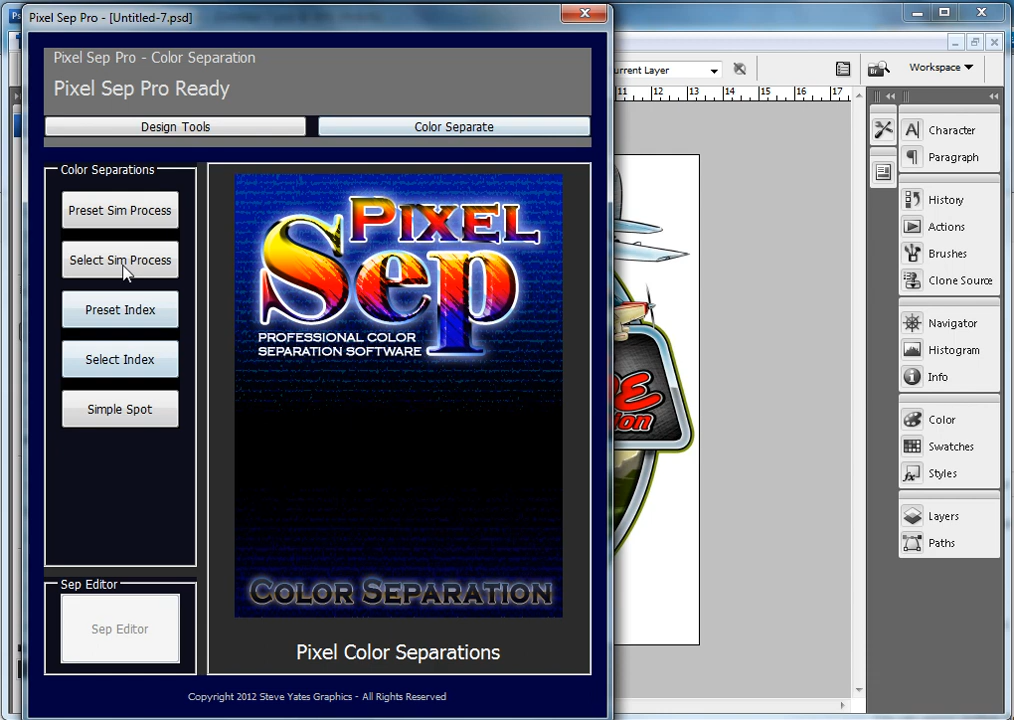 Ps
Pixel Sep Pro - [Untitled-7.psd]
Pixel Sep Pro - Color Separation
Pixel Sep Pro Ready
Design Tools
Color Separate
Color Separations
Preset Sim Process
Select Sim Process
Preset Index
Select Index
Simple Spot
Sep Editor
Sep Editor
Pixel
Sep
PROFESSIONAL COLOR
SEPARATION SOFTWARE
Color Separation
Pixel Color Separations
Copyright 2012 Steve Yates Graphics - All Rights Reserved
urrent Layer
Workspace
11 12 13 14 15 16 17
Character
Paragraph
History
Actions
Brushes
Clone Source
Navigator
Histogram
Info
Color
Swatches
Styles
Layers
Paths